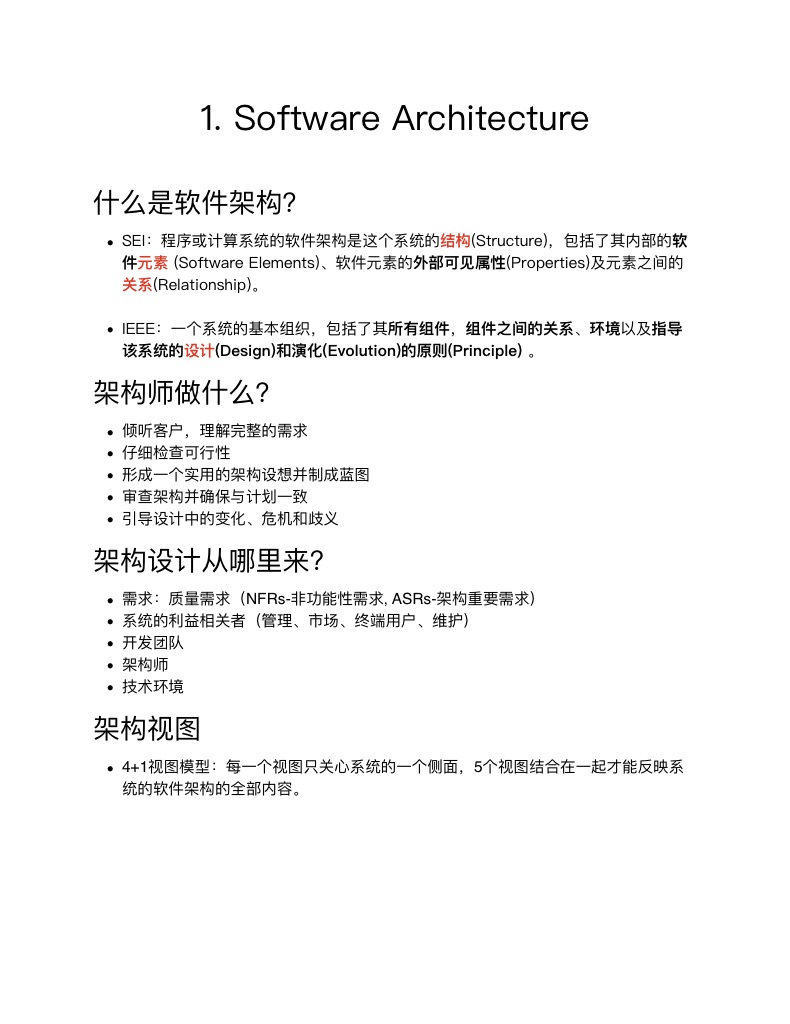 1. Software Architecture
什么是软件架构?
• SEI：程序或计算系统的软件架构是这个系统的结构(Structure)，包括了其内部的软
件元素 (Software Elements)、软件元素的外部可见属性(Properties)及元素之间的
关系(Relationship)。
• IEEE：一个系统的基本组织，包括了其所有组件，组件之间的关系、环境以及指导
该系统的设计(Design)和演化(Evolution)的原则(Principle) 。
架构师做什么?
• 倾听客户，理解完整的需求
• 仔细检查可行性
• 形成一个实用的架构设想并制成蓝图
• 审查架构并确保与计划一致
• 引导设计中的变化、危机和歧义
架构设计从哪里来?
• 需求：质量需求（NFRs-非功能性需求, ASRs-架构重要需求）
• 系统的利益相关者（管理、市场、终端用户、维护）
• 开发团队
• 架构师
• 技术环境
架构视图
• 4+1视图模型：每一个视图只关心系统的一个侧面，5个视图结合在一起才能反映系
统的软件架构的全部内容。